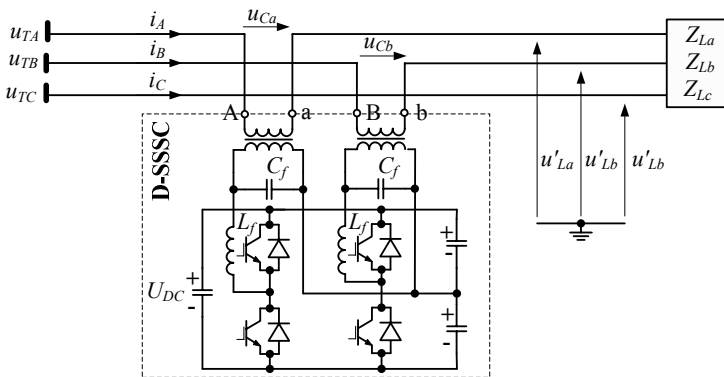 u_Ca
u_TA i_A Z_La
u_Cb
u_TB i_B Z_Lb
u_TC i_C Z_Lc
A a B b
D-SSSC
C_f C_f
u'_La u'_Lb u'_Lb
L_f L_f
+ +
-
U_DC +
- +
-